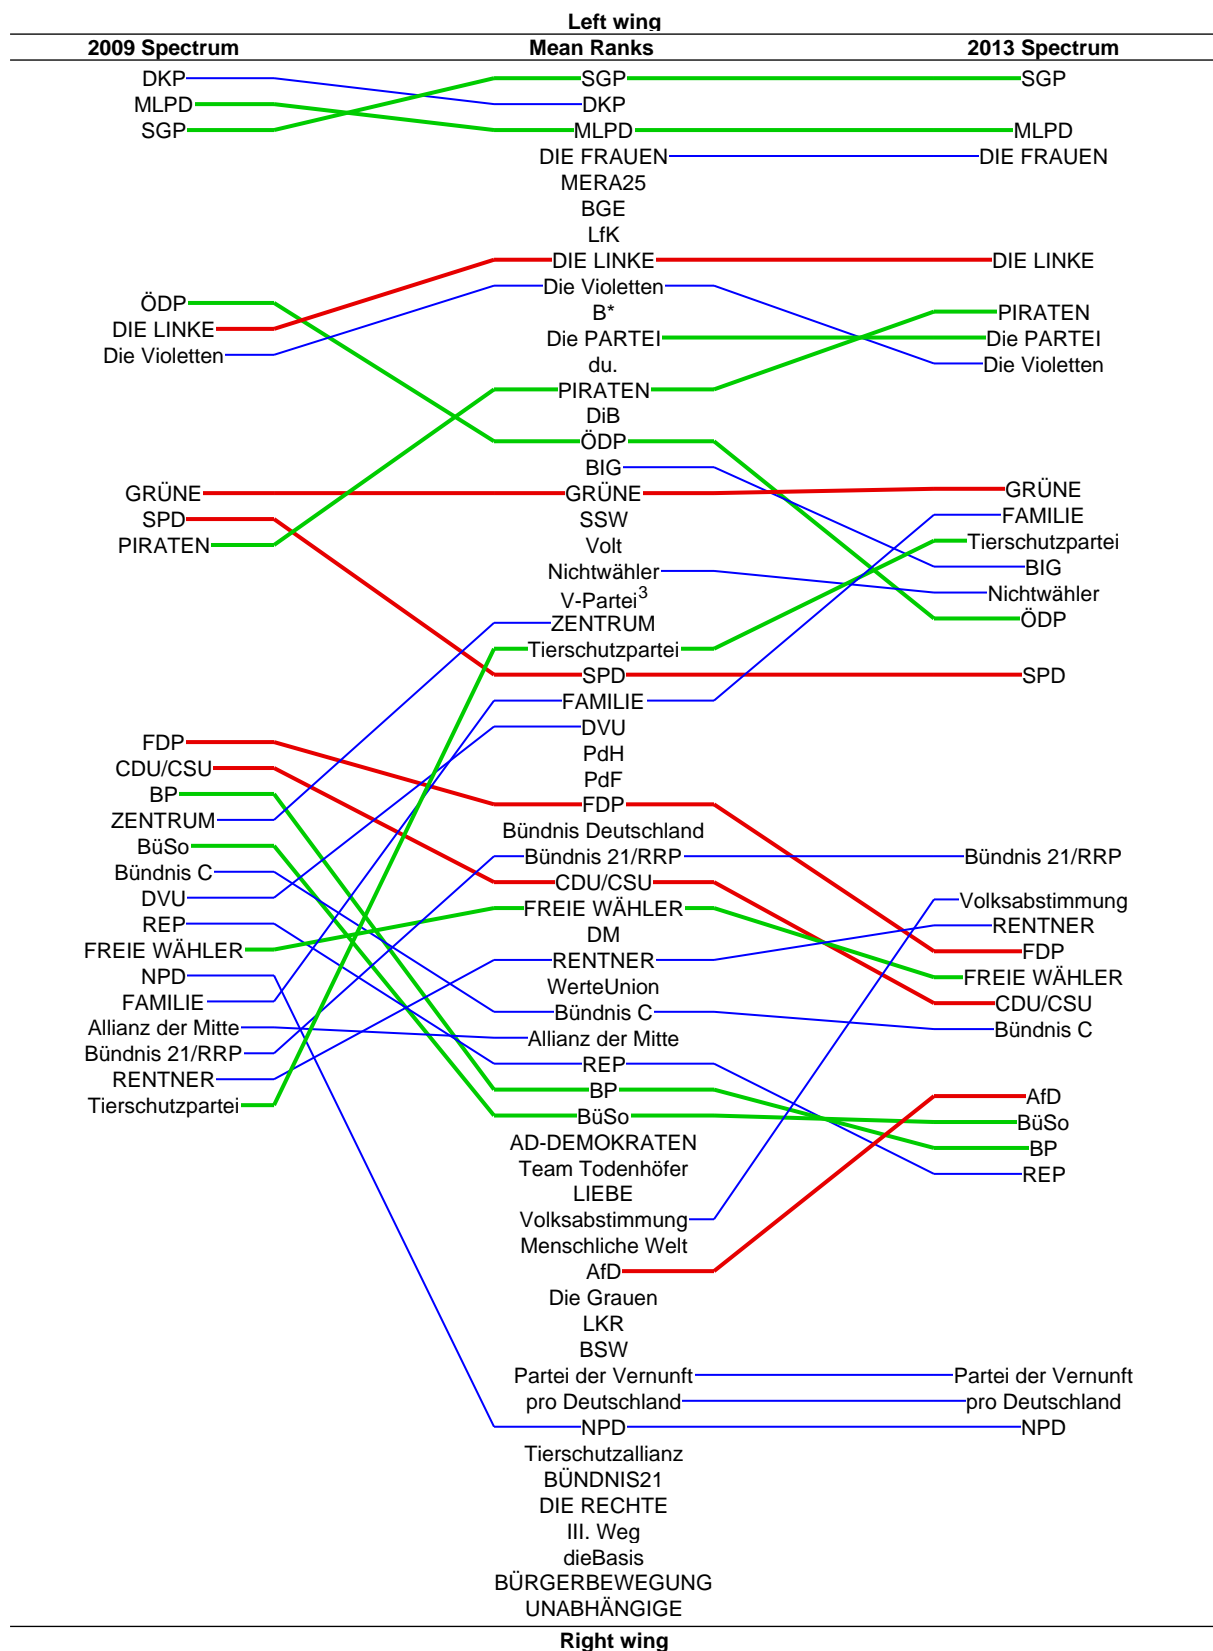 Left wing
2009 Spectrum Mean Ranks 2013 Spectrum
DKP SGP SGP
MLPD DKP
SGP MLPD MLPD
DIE FRAUEN DIE FRAUEN
MERA25
BGE
LfK
DIE LINKE DIE LINKE
Die Violetten
ÖDP B* PIRATEN
DIE LINKE Die PARTEI Die PARTEI
Die Violetten du. Die Violetten
PIRATEN
DiB
ÖDP
BIG
GRÜNE GRÜNE GRÜNE
SPD SSW FAMILIE
PIRATEN Volt Tierschutzpartei
Nichtwähler BIG
V-Partei³ Nichtwähler
ZENTRUM ÖDP
Tierschutzpartei
SPD SPD
FAMILIE
DVU
FDP PdH
CDU/CSU PdF
BP FDP
ZENTRUM Bündnis Deutschland
BüSo Bündnis 21/RRP Bündnis 21/RRP
Bündnis C CDU/CSU
DVU FREIE WÄHLER Volksabstimmung
REP DM RENTNER
FREIE WÄHLER RENTNER FDP
NPD WerteUnion FREIE WÄHLER
FAMILIE Bündnis C CDU/CSU
Allianz der Mitte Allianz der Mitte Bündnis C
Bündnis 21/RRP REP
RENTNER BP AfD
Tierschutzpartei BüSo BüSo
AD-DEMOKRATEN BP
Team Todenhöfer REP
LIEBE
Volksabstimmung
Menschliche Welt
AfD
Die Grauen
LKR
BSW
Partei der Vernunft Partei der Vernunft
pro Deutschland pro Deutschland
NPD NPD
Tierschutzallianz
BÜNDNIS21
DIE RECHTE
III. Weg
dieBasis
BÜRGERBEWEGUNG
UNABHÄNGIGE
Right wing